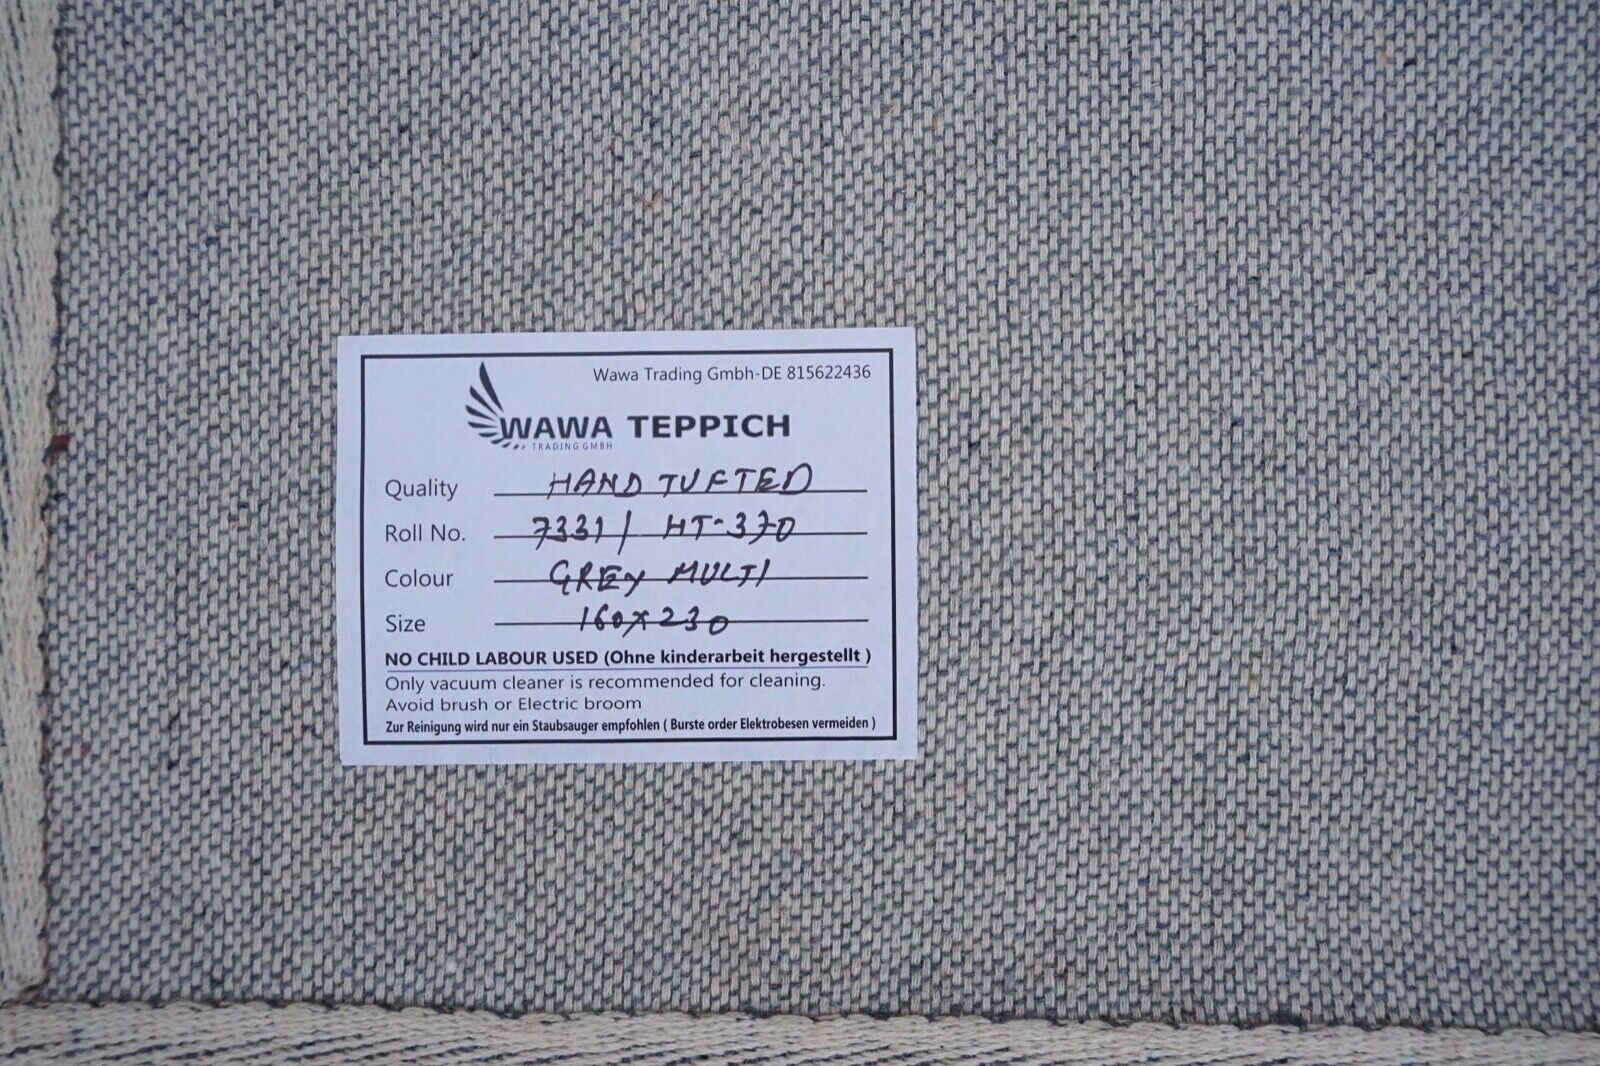 Wawa Trading Gmbh-DE 815622436
WAWA TEPPICH
TRADING GMBH
Quality HAND TUFTED
Roll No. 7331/ HT-370
Colour GREY MULTI
Size 160x230
NO CHILD LABOUR USED (Ohne kinderarbeit hergestellt )
Only vacuum cleaner is recommended for cleaning.
Avoid brush or Electric broom
Zur Reinigung wird nur ein Staubsauger empfohlen ( Burste order Elektrobesen vermeiden )